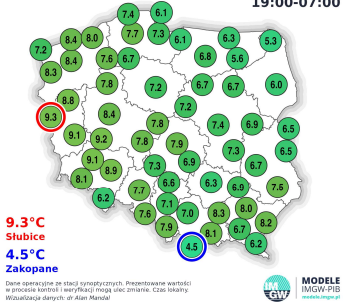 19:00-07:00
7.4 6.1
8.4 8.0 7.7 7.3 6.1 6.3 5.3
7.2 8.4 7.6 6.7 6.8 5.6
8.3 7.8 7.2 6.7 6.7 6.0
8.8 7.2
9.3 8.4 7.8 7.4 6.9 6.5
9.1 9.2 7.8 7.9 7.3 6.5
9.1 8.9 7.3 6.9 6.7
8.1 6.6 6.3 6.9 7.5
6.2 7.7 7.1
7.6 7.0 8.3 8.0 8.2
7.9 8.1 6.7
4.5 6.2
9.3°C
Słubice
4.5°C
Zakopane
Dane operacyjne ze stacji synoptycznych. Prezentowane wartości
w procesie kontroli i weryfikacji mogą ulec zmianie. Czas lokalny.
Wizualizacja danych: dr Alan Mandal
IMGW
MODELE
IMGW-PIB
modele.imgw.pl